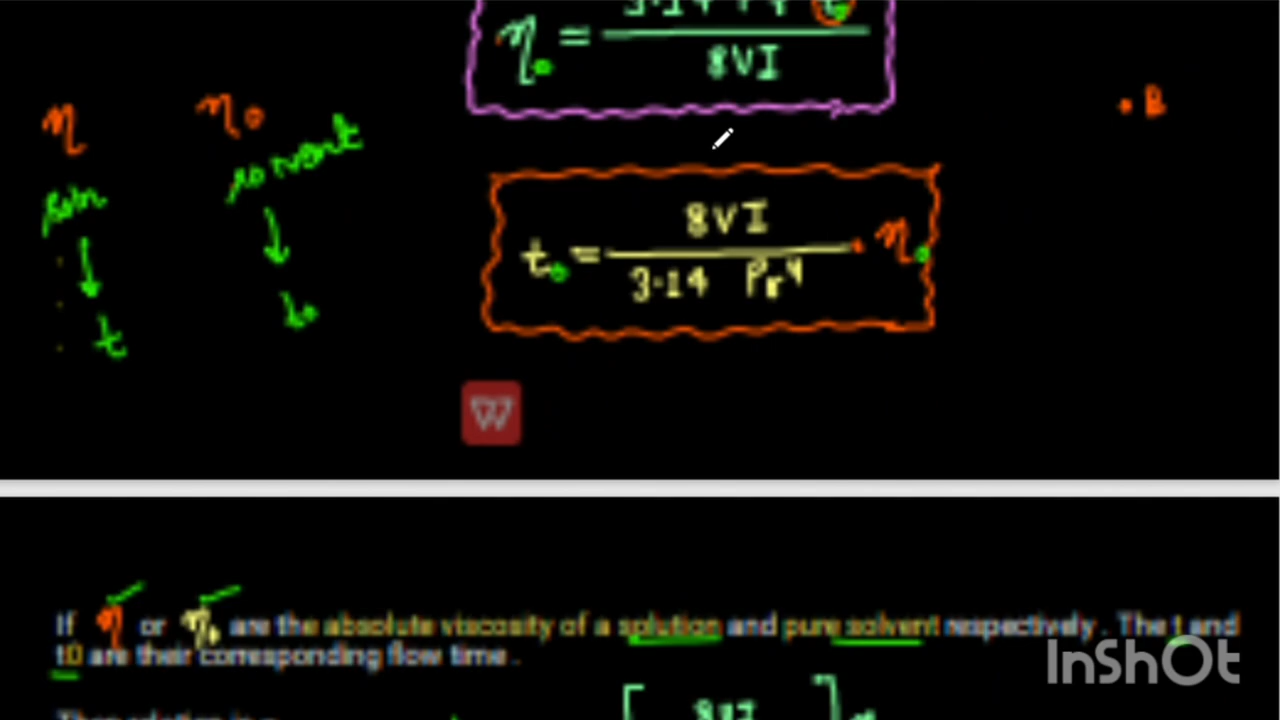 η₀ =
8VI
η η₀ • B
soln solvent
8VI
t₀ = • η₀
3.14 Pr⁴
t t₀
W
If η or η₀ are the absolute viscosity of a solution and pure solvent respectively . The t and
t0 are their corresponding flow time .
InShOt
8VI